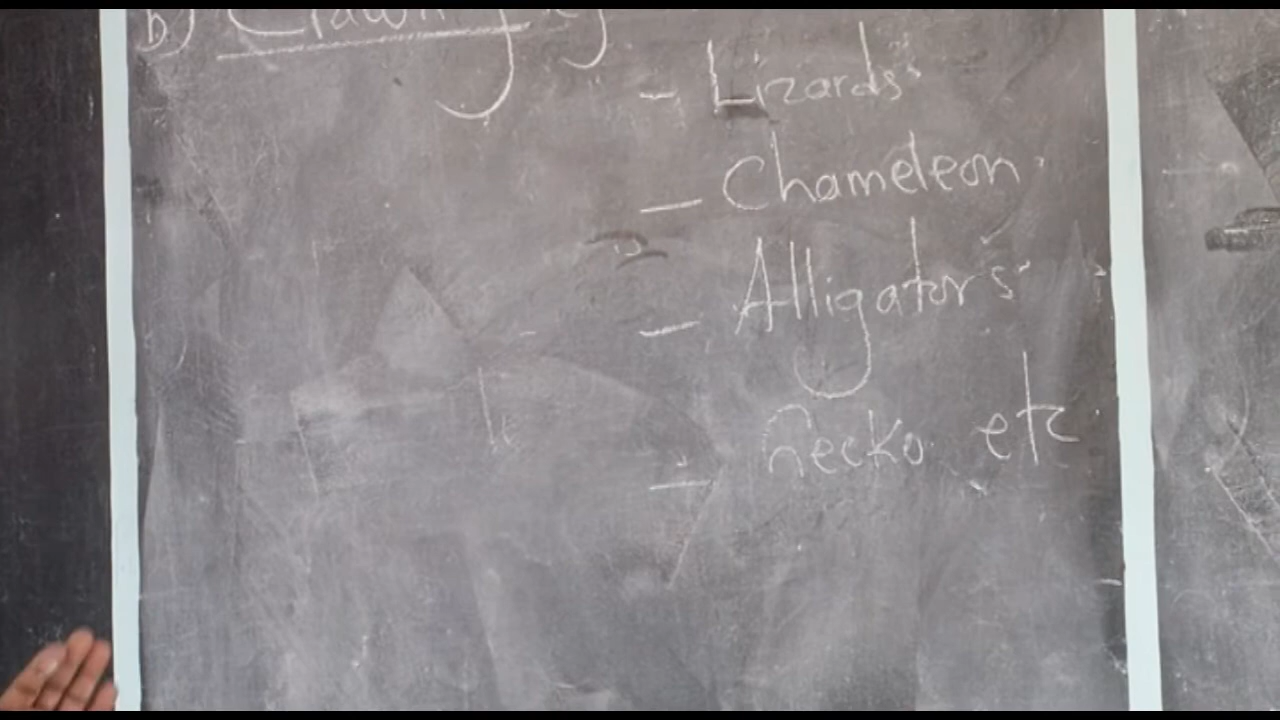 b)
- Lizards
- Chameleon
- Alligators
- Gecko etc